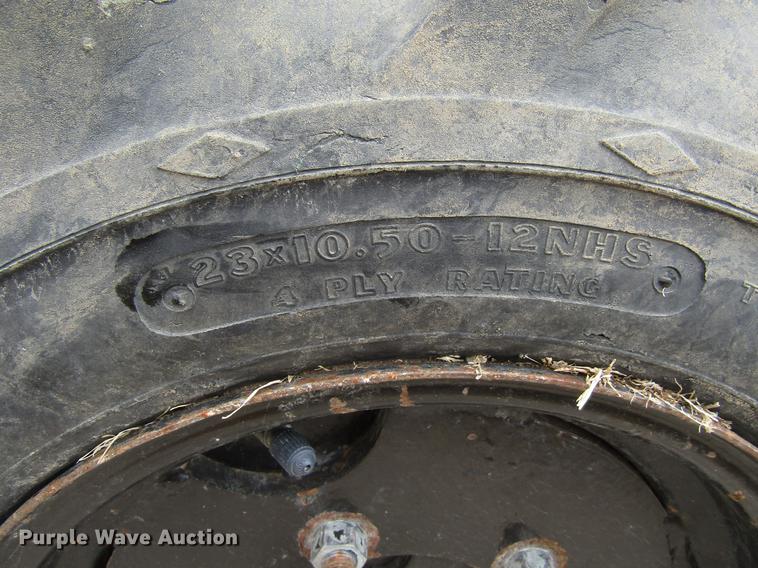 23x10.50-12NHS
4 PLY RATING
T
Purple Wave Auction